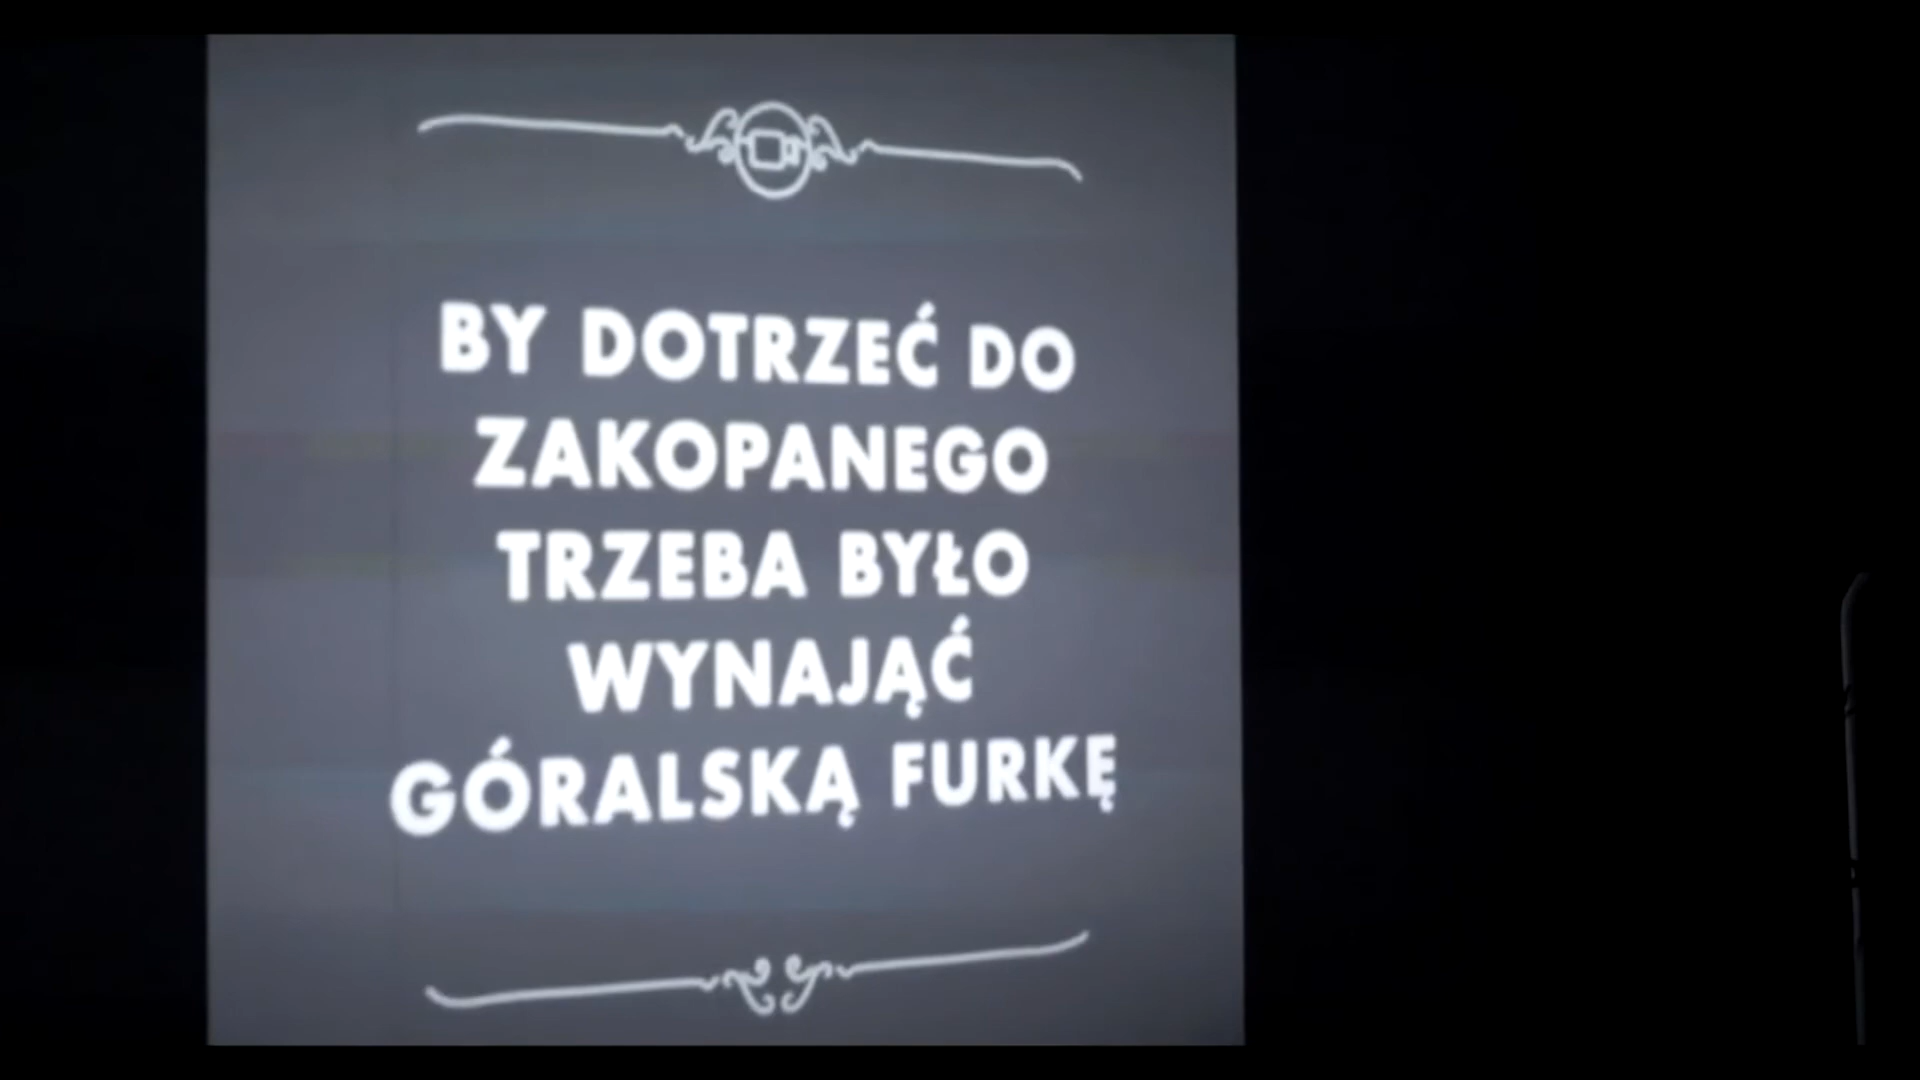 BY DOTRZEĆ DO
ZAKOPANEGO
TRZEBA BYŁO
WYNAJĄĆ
GÓRALSKĄ FURKĘ